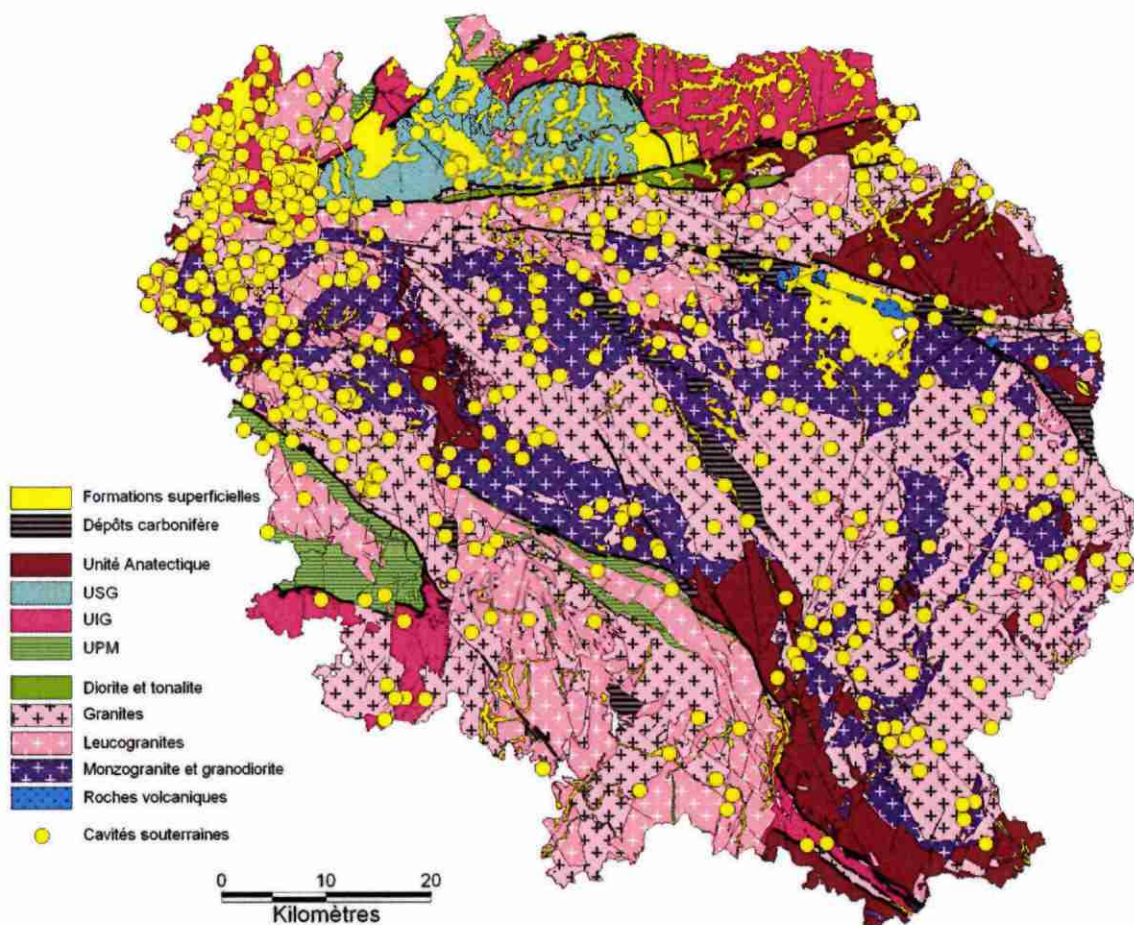 Formations superficielles
Dépôts carbonifère
Unité Anatectique
USG
UIG
UPM
Diorite et tonalite
Granites
Leucogranites
Monzogranite et granodiorite
Roches volcaniques
Cavités souterraines
0 10 20
Kilomètres